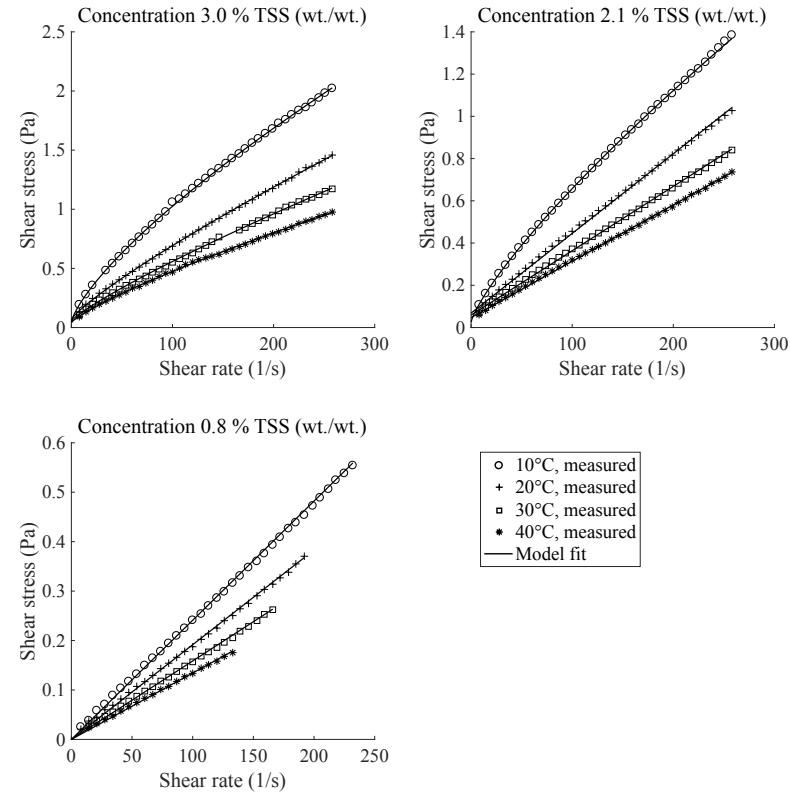 Concentration 3.0 % TSS (wt./wt.)
2.5
2
1.5
1
0.5
0
0
100
200
300
Shear stress (Pa)
Shear rate (1/s)
Concentration 2.1 % TSS (wt./wt.)
1.4
1.2
1
0.8
0.6
0.4
0.2
0
0
100
200
300
Shear stress (Pa)
Shear rate (1/s)
Concentration 0.8 % TSS (wt./wt.)
0.6
0.5
0.4
0.3
0.2
0.1
0
0
50
100
150
200
250
Shear stress (Pa)
Shear rate (1/s)
10°C, measured
20°C, measured
30°C, measured
40°C, measured
Model fit